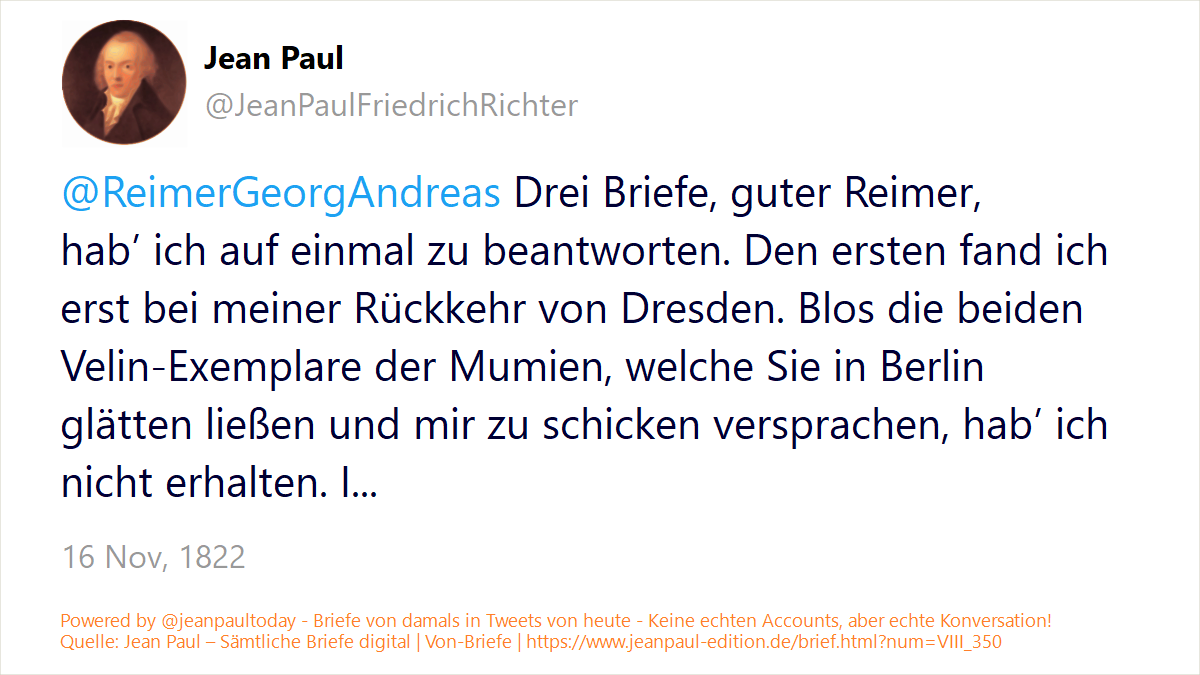 Jean Paul
@JeanPaulFriedrichRichter
@ReimerGeorgAndreas Drei Briefe, guter Reimer,
hab’ ich auf einmal zu beantworten. Den ersten fand ich
erst bei meiner Rückkehr von Dresden. Blos die beiden
Velin-Exemplare der Mumien, welche Sie in Berlin
glätten ließen und mir zu schicken versprachen, hab’ ich
nicht erhalten. I...
16 Nov, 1822
Powered by @jeanpaultoday - Briefe von damals in Tweets von heute - Keine echten Accounts, aber echte Konversation!
Quelle: Jean Paul – Sämtliche Briefe digital | Von-Briefe | https://www.jeanpaul-edition.de/brief.html?num=VIII_350